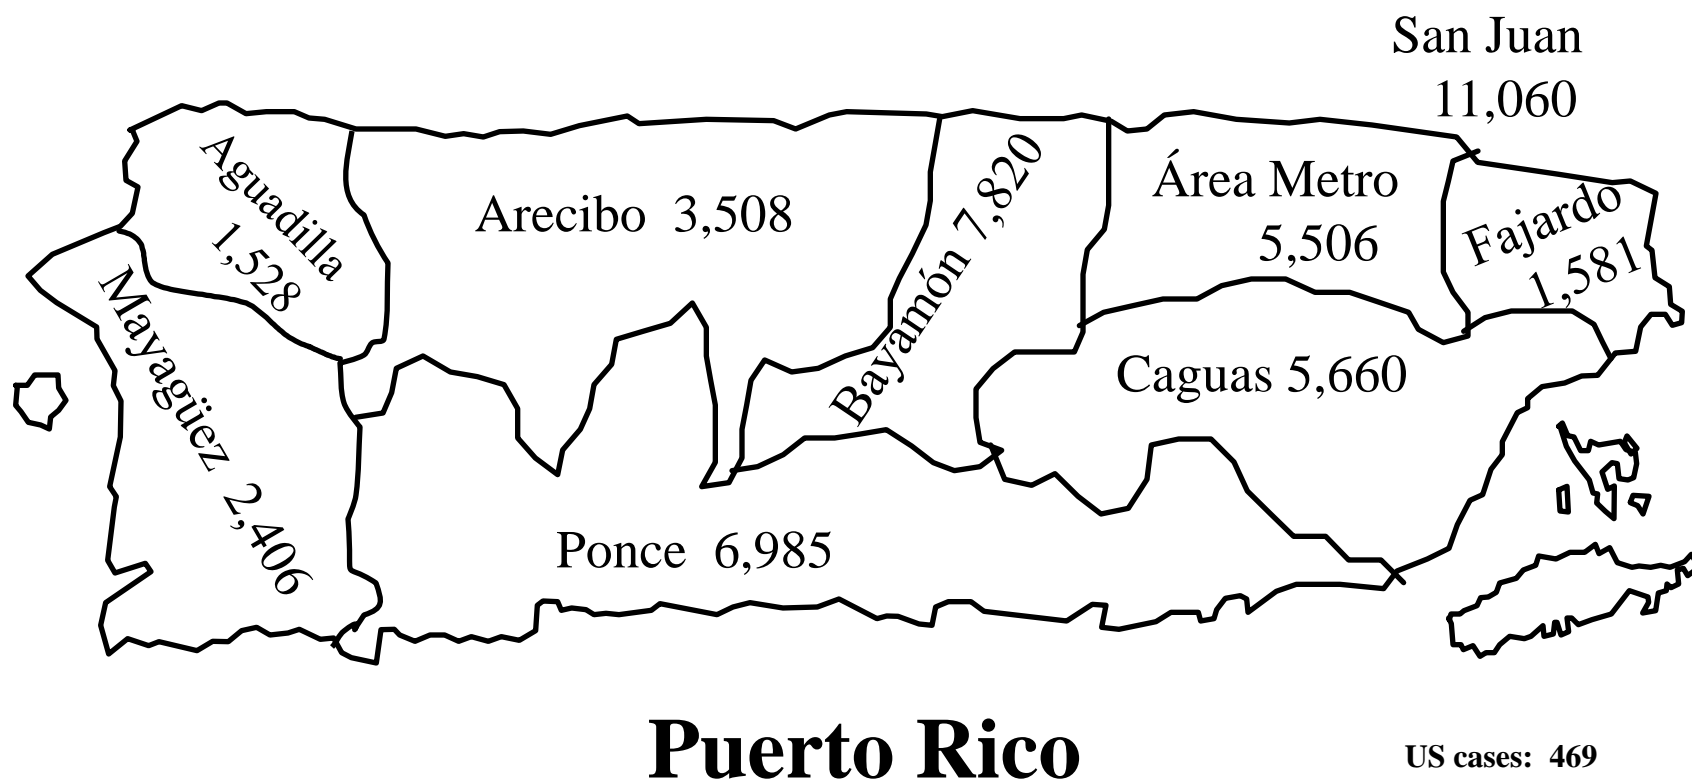 San Juan
11,060
Aguadilla
1,528
Arecibo 3,508
Bayamón 7,820
Área Metro
5,506
Fajardo
1,581
Mayagüez 2,406
Caguas 5,660
Ponce 6,985
Puerto Rico
US cases: 469